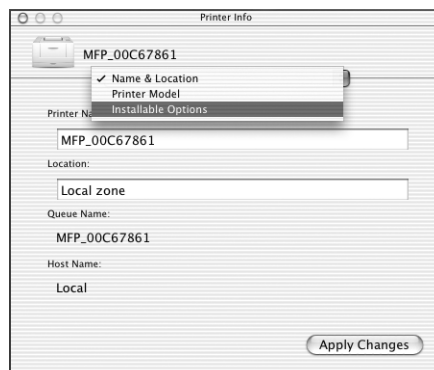 Printer Info
MFP_00C67861
✓ Name & Location
Printer Model
Installable Options
Printer Na
MFP_00C67861
Location:
Local zone
Queue Name:
MFP_00C67861
Host Name:
Local
Apply Changes